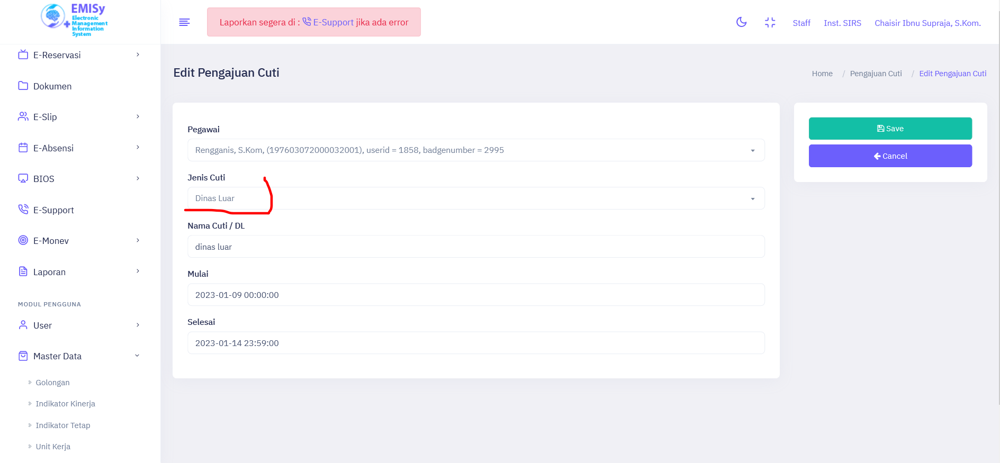 EMISy
Electronic
Management
Information
System
E-Reservasi
Dokumen
E-Slip
E-Absensi
BIOS
E-Support
E-Monev
Laporan
MODUL PENGGUNA
User
Master Data
Golongan
Indikator Kinerja
Indikator Tetap
Unit Kerja
Laporkan segera di : E-Support jika ada error
Staff Inst. SIRS Chaisir Ibnu Supraja, S.Kom.
Edit Pengajuan Cuti
Home / Pengajuan Cuti / Edit Pengajuan Cuti
Pegawai
Rengganis, S.Kom, (197603072000032001), userid = 1858, badgenumber = 2995
Jenis Cuti
Dinas Luar
Nama Cuti / DL
dinas luar
Mulai
2023-01-09 00:00:00
Selesai
2023-01-14 23:59:00
Save
Cancel